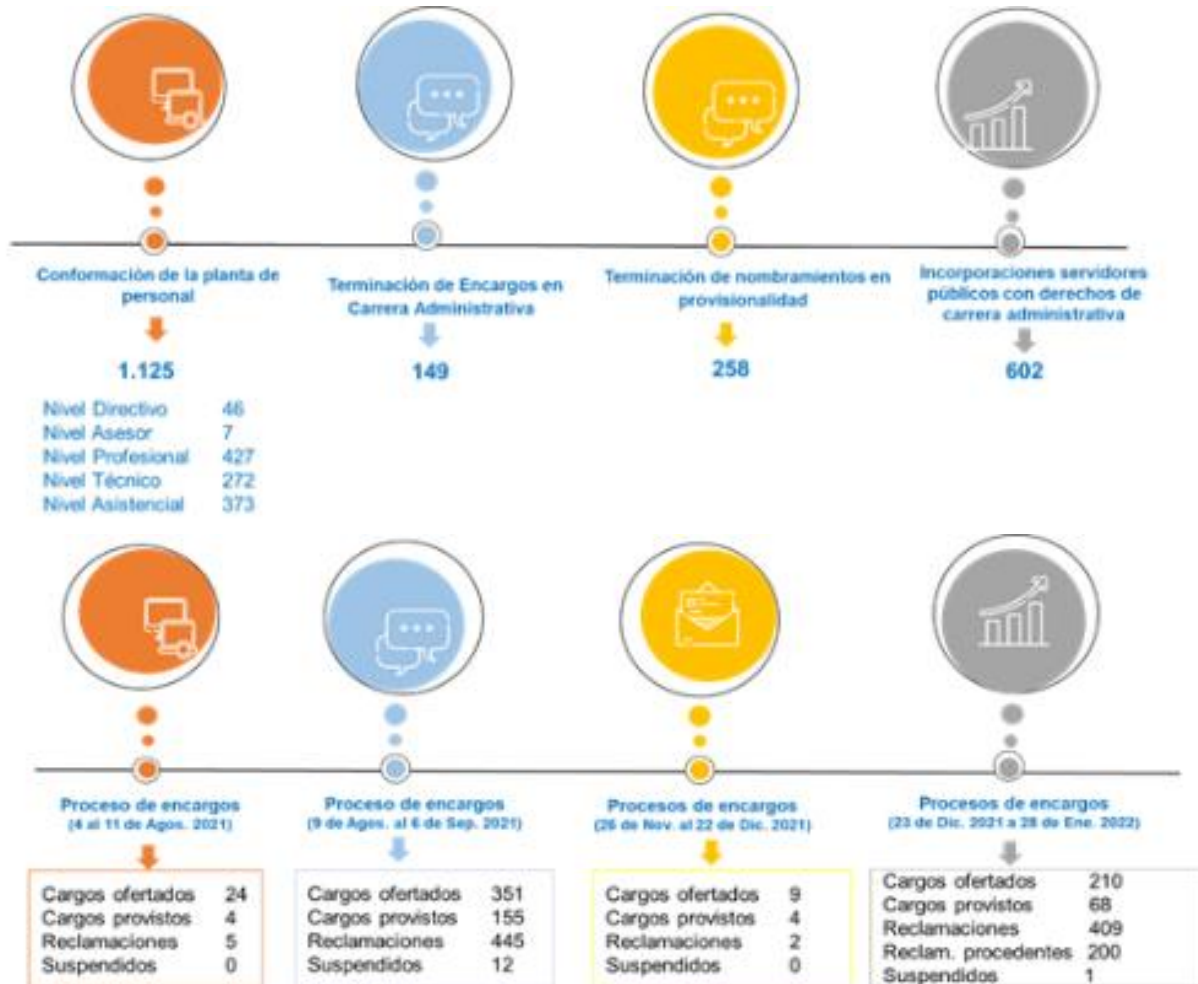 Conformación de la planta de
personal
1.125
Nivel Directivo 46
Nivel Asesor 7
Nivel Profesional 427
Nivel Técnico 272
Nivel Asistencial 373
Terminación de Encargos en
Carrera Administrativa
149
Terminación de nombramientos en
provisionalidad
258
Incorporaciones servidores
públicos con derechos de
carrera administrativa
602
Proceso de encargos
(4 al 11 de Agos. 2021)
Cargos ofertados 24
Cargos provistos 4
Reclamaciones 5
Suspendidos 0
Proceso de encargos
(9 de Agos. al 6 de Sep. 2021)
Cargos ofertados 351
Cargos provistos 155
Reclamaciones 445
Suspendidos 12
Procesos de encargos
(26 de Nov. al 22 de Dic. 2021)
Cargos ofertados 9
Cargos provistos 4
Reclamaciones 2
Suspendidos 0
Procesos de encargos
(23 de Dic. 2021 a 28 de Ene. 2022)
Cargos ofertados 210
Cargos provistos 68
Reclamaciones 409
Reclam. procedentes 200
Suspendidos 1